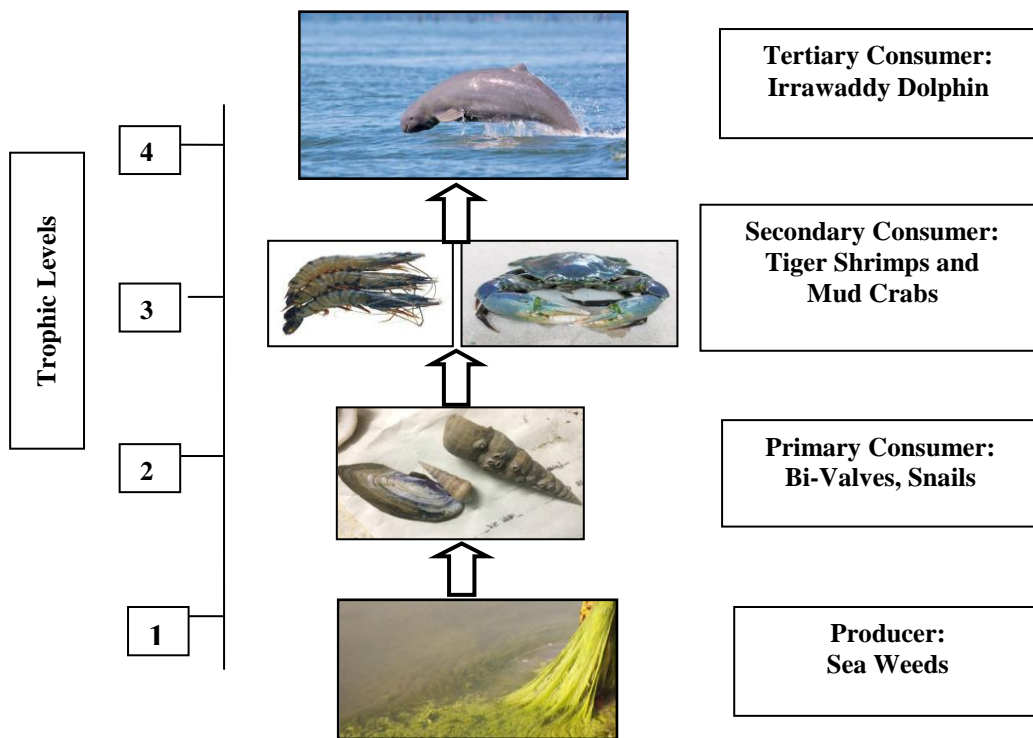 Tertiary Consumer:
Irrawaddy Dolphin
4
Trophic Levels
Secondary Consumer:
Tiger Shrimps and
Mud Crabs
3
Primary Consumer:
Bi-Valves, Snails
2
1
Producer:
Sea Weeds